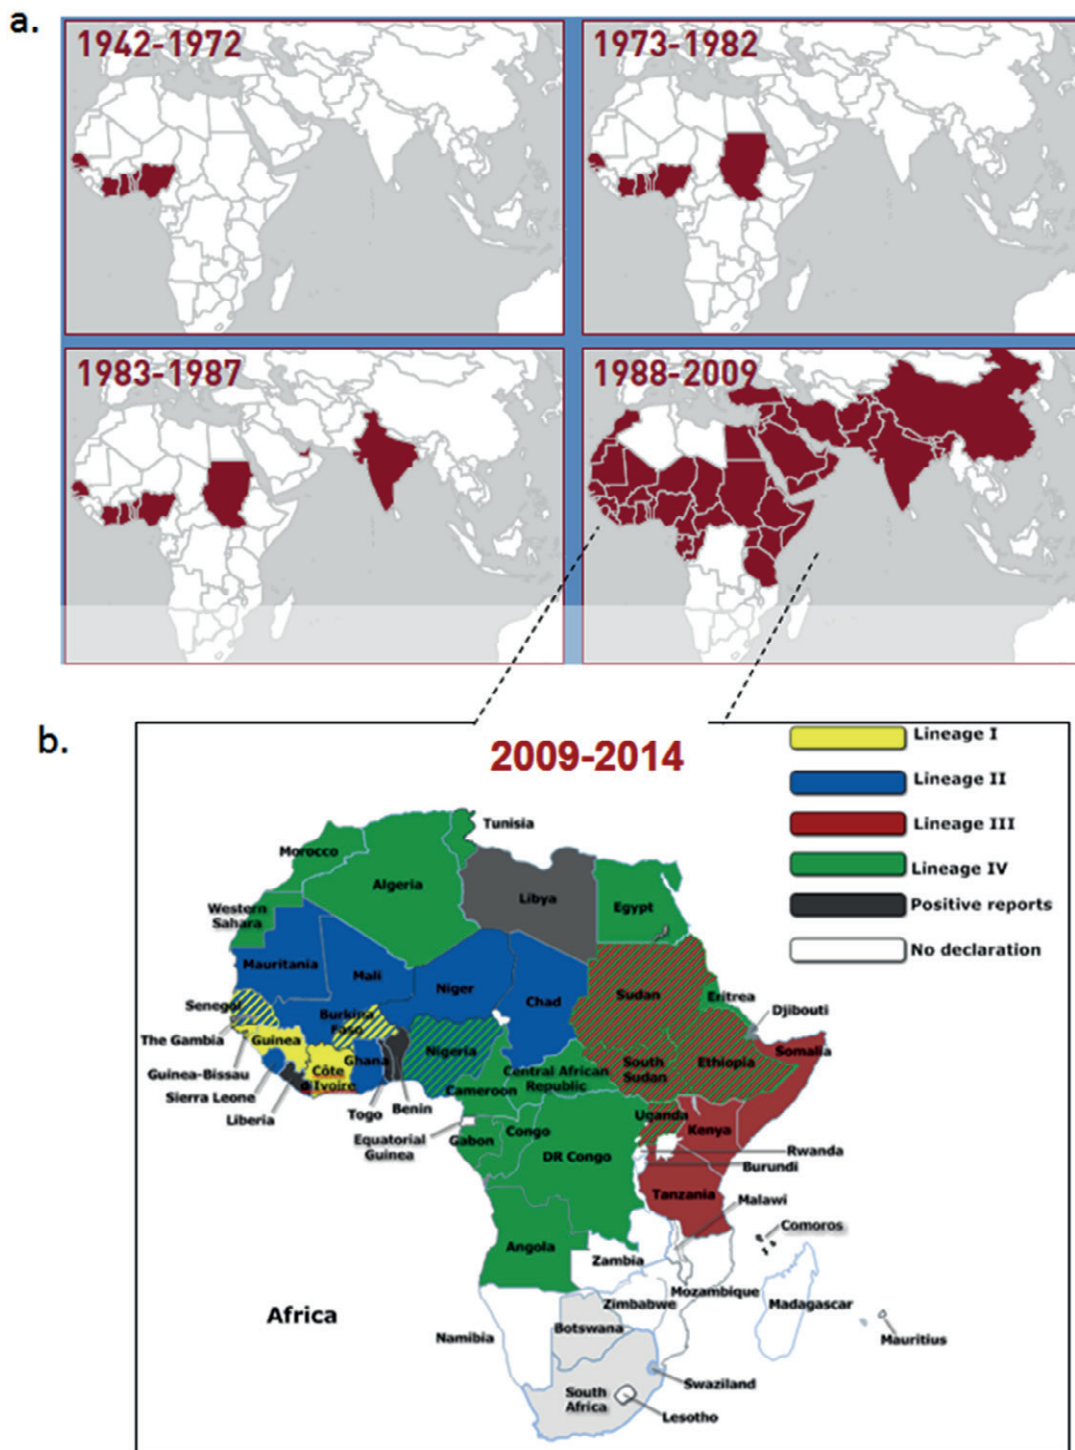 a.
1942-1972
1973-1982
1983-1987
1988-2009
b.
2009-2014
Lineage I
Lineage II
Lineage III
Lineage IV
Positive reports
No declaration
Tunisia
Morocco
Algeria
Libya
Egypt
Western
Sahara
Mauritania
Mali
Niger
Chad
Sudan
Eritrea
Djibouti
Senegal
The Gambia
Guinea-Bissau
Guinea
Sierra Leone
Liberia
Côte
d'Ivoire
Burkina
Faso
Ghana
Togo
Benin
Nigeria
Cameroon
Central African
Republic
South
Sudan
Ethiopia
Somalia
Equatorial
Guinea
Gabon
Congo
DR Congo
Uganda
Kenya
Rwanda
Burundi
Tanzania
Malawi
Comoros
Angola
Zambia
Mozambique
Zimbabwe
Madagascar
Mauritius
Botswana
Namibia
Swaziland
South
Africa
Lesotho
Africa